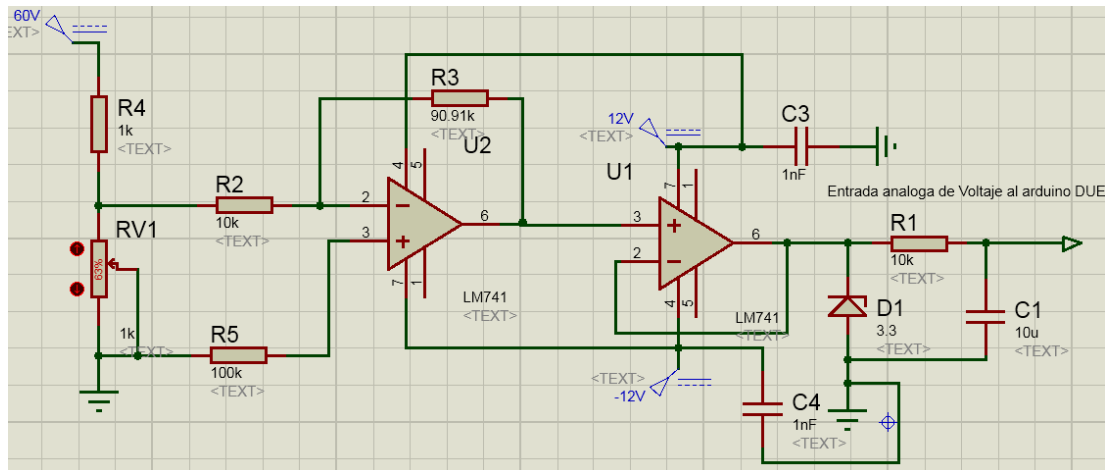 60V
EXT>
R4
1k
<TEXT>
RV1
63%
1k
<TEXT>
R2
10k
<TEXT>
R5
100k
<TEXT>
R3
90.91k
<TEXT>
U2
4
5
2
3
6
7
1
LM741
<TEXT>
12V
<TEXT>
U1
7
1
3
2
6
4
5
LM741
<TEXT>
<TEXT>
-12V
C3
1nF
<TEXT>
Entrada analoga de Voltaje al arduino DUE
R1
10k
<TEXT>
D1
3.3
<TEXT>
C1
10u
<TEXT>
C4
1nF
<TEXT>